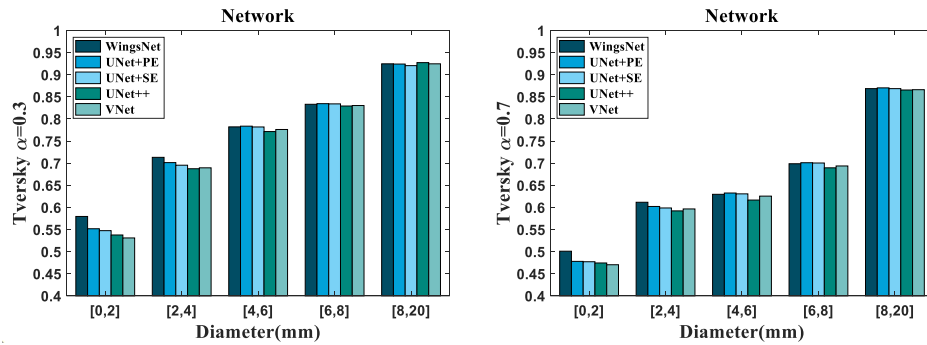 Network
Tversky α=0.3
1
0.95
0.9
0.85
0.8
0.75
0.7
0.65
0.6
0.55
0.5
0.45
0.4
WingsNet
UNet+PE
UNet+SE
UNet++
VNet
[0,2] [2,4] [4,6] [6,8] [8,20]
Diameter(mm)
Network
Tversky α=0.7
1
0.95
0.9
0.85
0.8
0.75
0.7
0.65
0.6
0.55
0.5
0.45
0.4
WingsNet
UNet+PE
UNet+SE
UNet++
VNet
[0,2] [2,4] [4,6] [6,8] [8,20]
Diameter(mm)